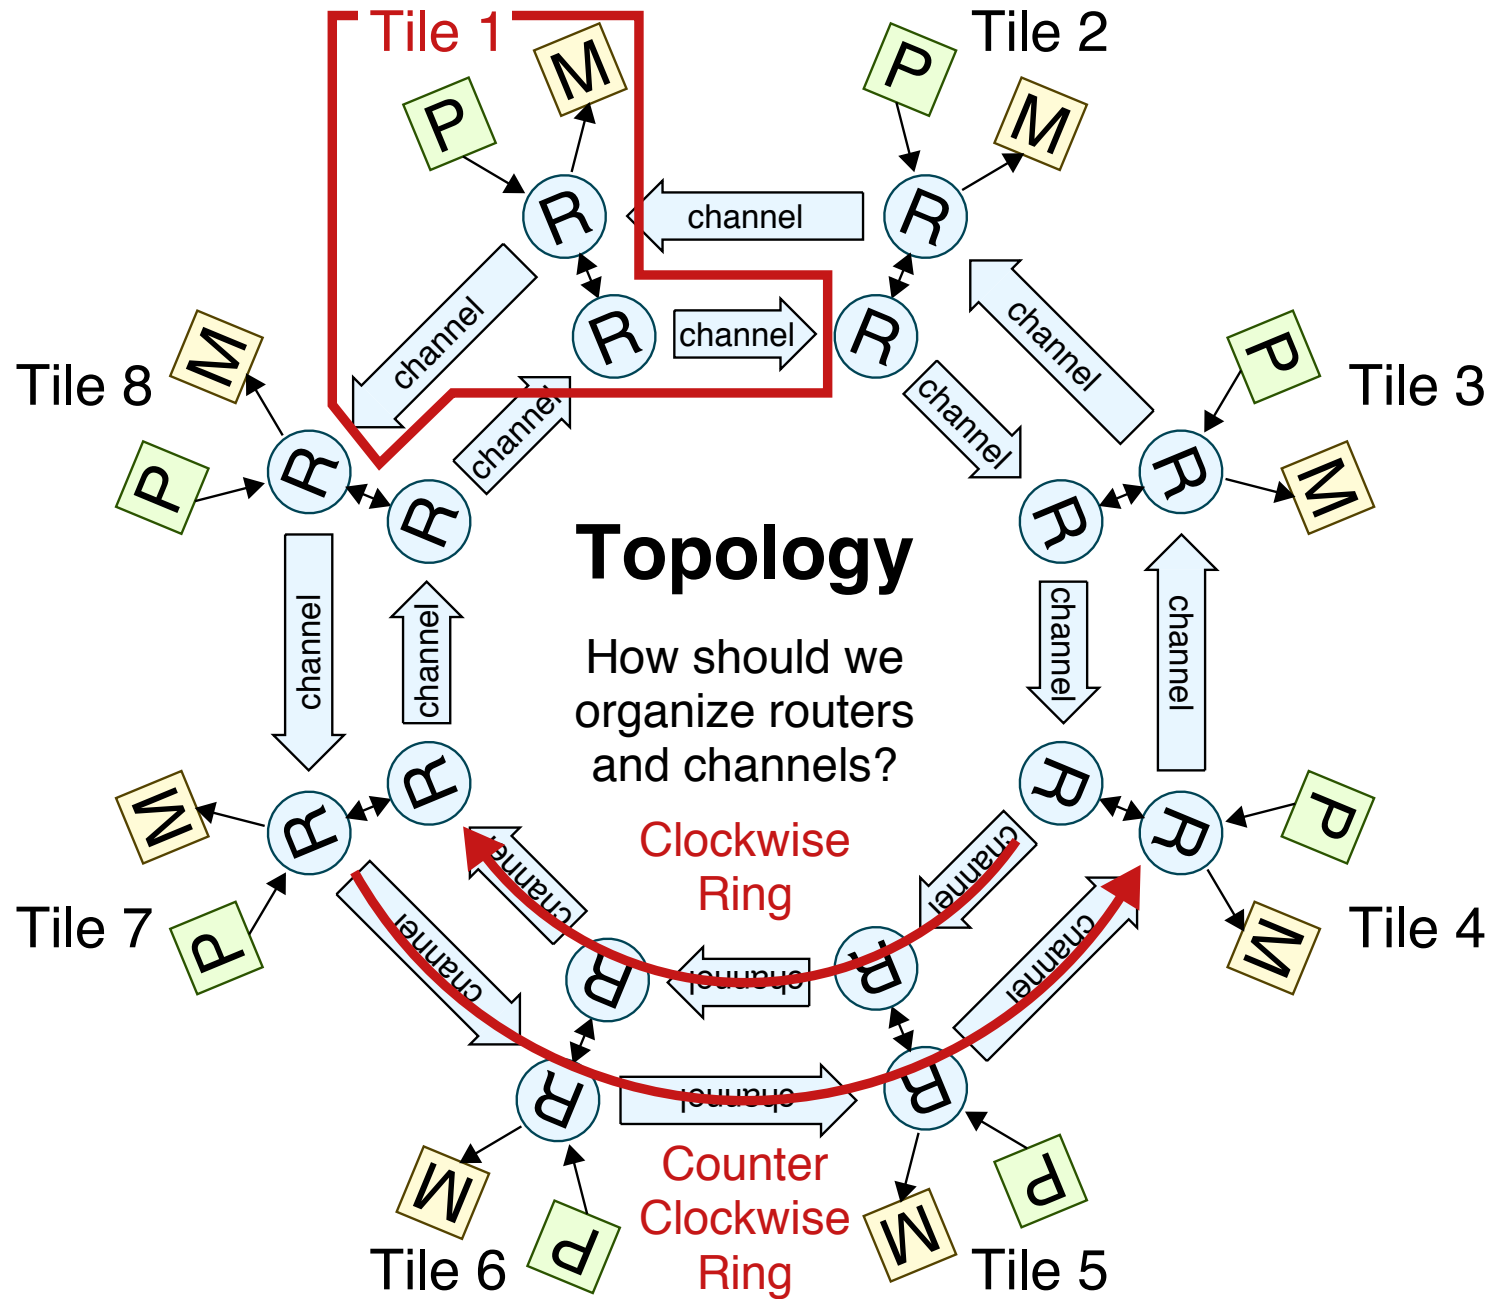 Tile 1
M
P
R
R
channel
channel
Tile 2
P
M
R
R
channel
channel
Tile 3
P
M
R
R
channel
channel
Tile 8
M
P
R
R
channel
channel
Topology
How should we
organize routers
and channels?
Clockwise
Ring
Tile 4
P
M
R
R
channel
channel
Tile 7
M
P
R
R
channel
channel
Tile 6
M
P
R
R
channel
channel
Tile 5
M
P
R
R
channel
channel
Counter
Clockwise
Ring